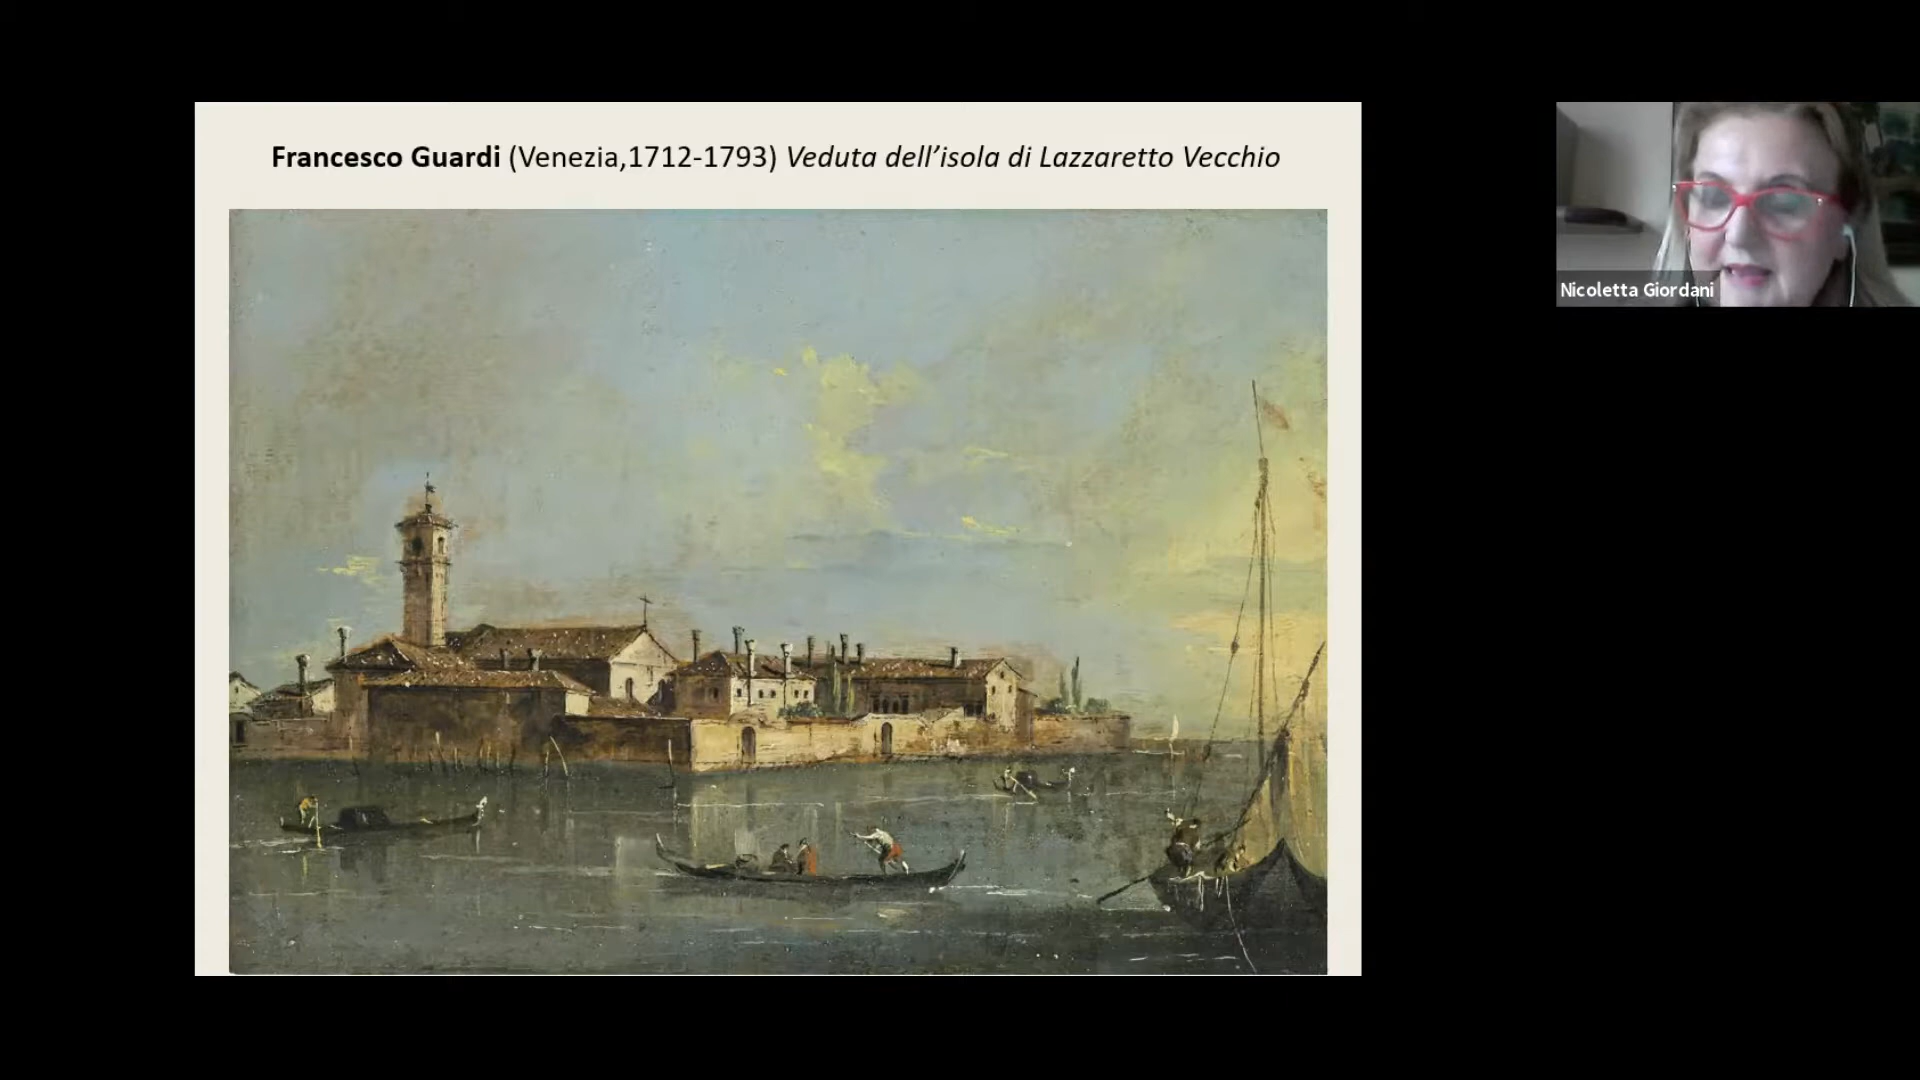 Francesco Guardi (Venezia,1712-1793) Veduta dell’isola di Lazzaretto Vecchio
Nicoletta Giordani